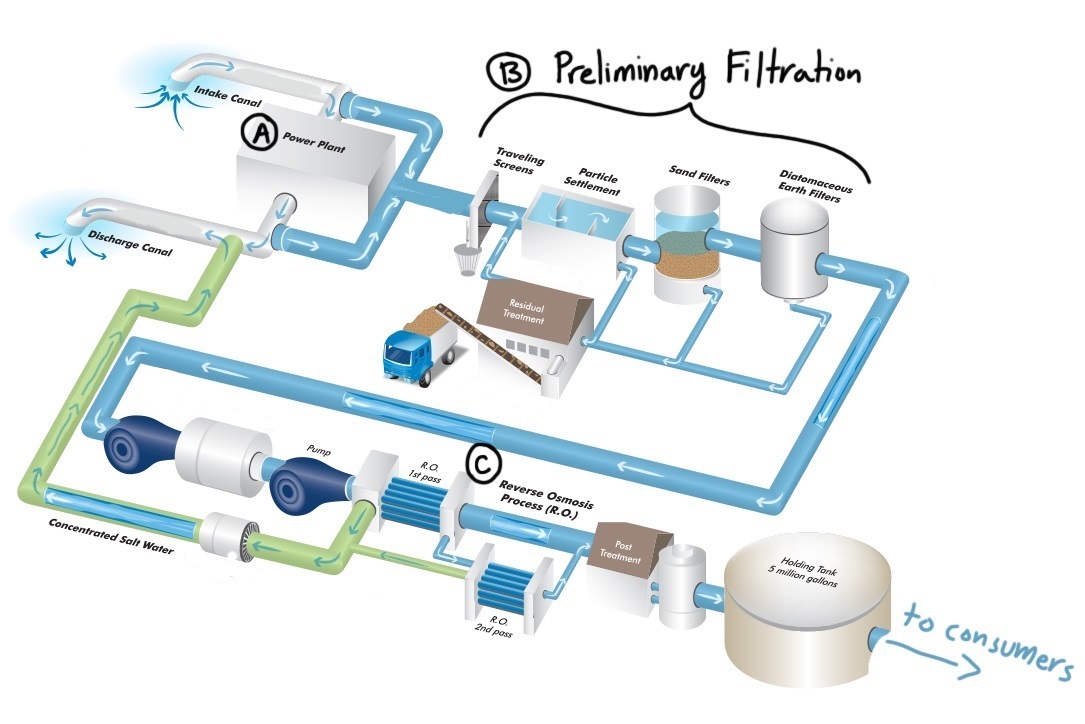 B Preliminary Filtration
Intake Canal
A Power Plant
Traveling
Screens
Particle
Settlement
Sand Filters
Diatomaceous
Earth Filters
Discharge Canal
Residual
Treatment
Pump
R.O.
1st pass
C
Reverse Osmosis
Process (R.O.)
Concentrated Salt Water
R.O.
2nd pass
Post
Treatment
Holding Tank
5 million gallons
to consumers